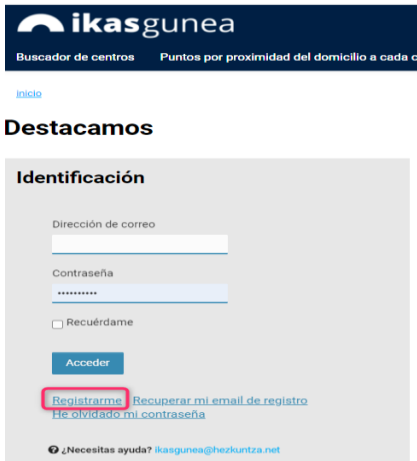 ikasgunea
Buscador de centros Puntos por proximidad del domicilio a cada c
inicio
Destacamos
Identificación
Dirección de correo
Contraseña
••••••••••
Recuérdame
Acceder
Registrarme Recuperar mi email de registro
He olvidado mi contraseña
¿Necesitas ayuda? ikasgunea@hezkuntza.net